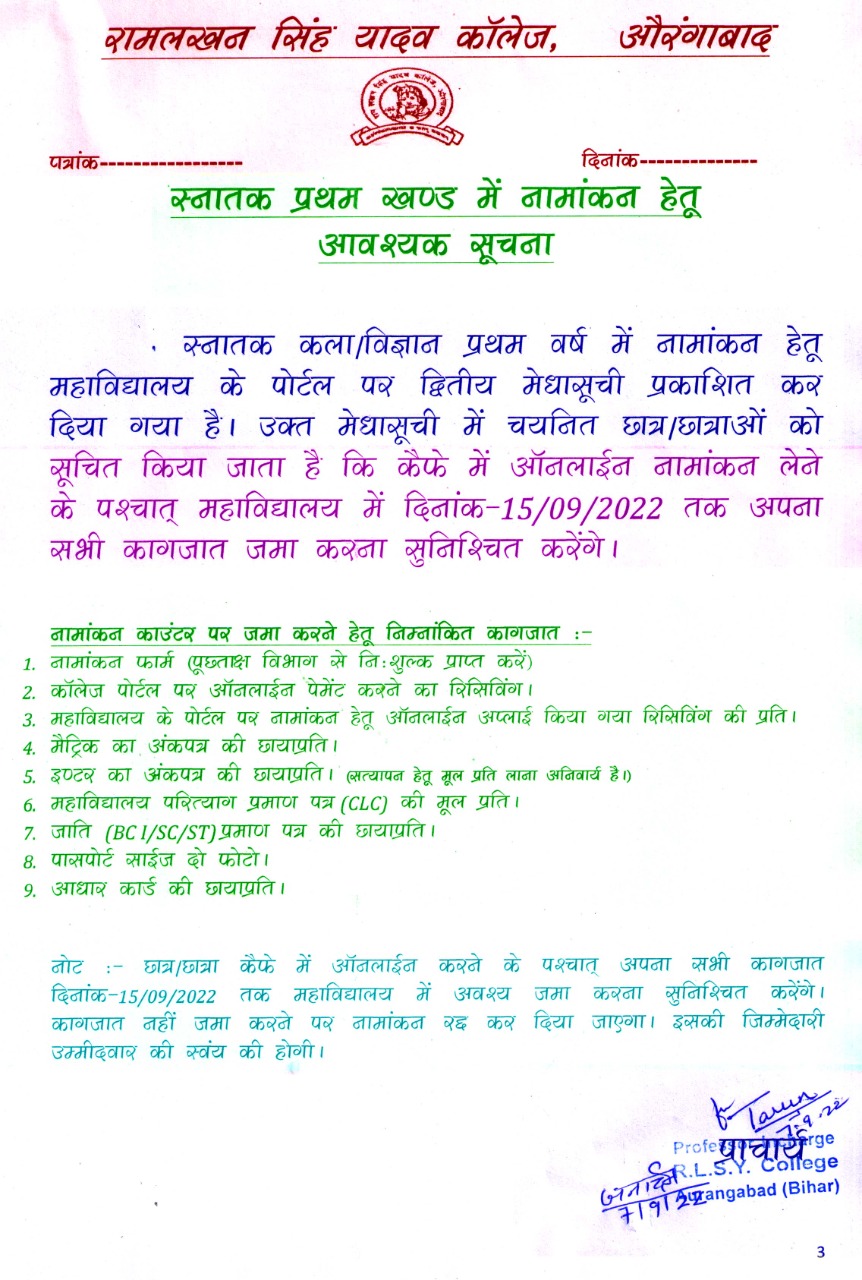 रामलखन सिंह यादव कॉलेज, औरंगाबाद
पत्रांक----------------- दिनांक--------------
स्नातक प्रथम खण्ड में नामांकन हेतू
आवश्यक सूचना
स्नातक कला/विज्ञान प्रथम वर्ष में नामांकन हेतू
महाविद्यालय के पोर्टल पर द्वितीय मेधासूची प्रकाशित कर
दिया गया है। उक्त मेधासूची में चयनित छात्र/छात्राओं को
सूचित किया जाता है कि कैफे में ऑनलाईन नामांकन लेने
के पश्चात् महाविद्यालय में दिनांक-15/09/2022 तक अपना
सभी कागजात जमा करना सुनिश्चित करेंगे।
नामांकन काउंटर पर जमा करने हेतू निम्नांकित कागजात :-
1. नामांकन फार्म (पूछताक्ष विभाग से नि:शुल्क प्राप्त करें)
2. कॉलेज पोर्टल पर ऑनलाईन पेमेंट करने का रिसिविंग।
3. महाविद्यालय के पोर्टल पर नामांकन हेतू ऑनलाईन अप्लाई किया गया रिसिविंग की प्रति।
4. मैट्रिक का अंकपत्र की छायाप्रति।
5. इण्टर का अंकपत्र की छायाप्रति। (सत्यापन हेतू मूल प्रति लाना अनिवार्य है।)
6. महाविद्यालय परित्याग प्रमाण पत्र (CLC) की मूल प्रति।
7. जाति (BC I/SC/ST) प्रमाण पत्र की छायाप्रति।
8. पासपोर्ट साईज दो फोटो।
9. आधार कार्ड की छायाप्रति।
नोट :- छात्र/छात्रा कैफे में ऑनलाईन करने के पश्चात् अपना सभी कागजात
दिनांक-15/09/2022 तक महाविद्यालय में अवश्य जमा करना सुनिश्चित करेंगे।
कागजात नहीं जमा करने पर नामांकन रद्द कर दिया जाएगा। इसकी जिम्मेदारी
उम्मीदवार की स्वंय की होगी।
Tarun
7.9.22
प्राचार्य
Professor Incharge
R.L.S.Y. College
Aurangabad (Bihar)
7/9/22
3